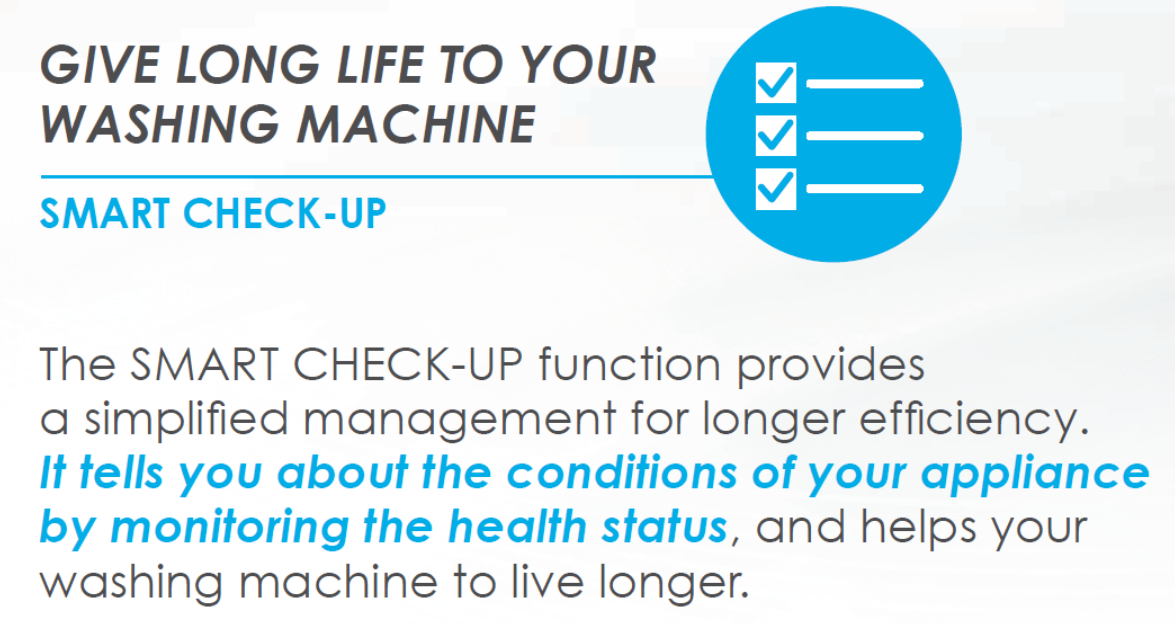 GIVE LONG LIFE TO YOUR
WASHING MACHINE
SMART CHECK-UP
The SMART CHECK-UP function provides
a simplified management for longer efficiency.
It tells you about the conditions of your appliance
by monitoring the health status, and helps your
washing machine to live longer.